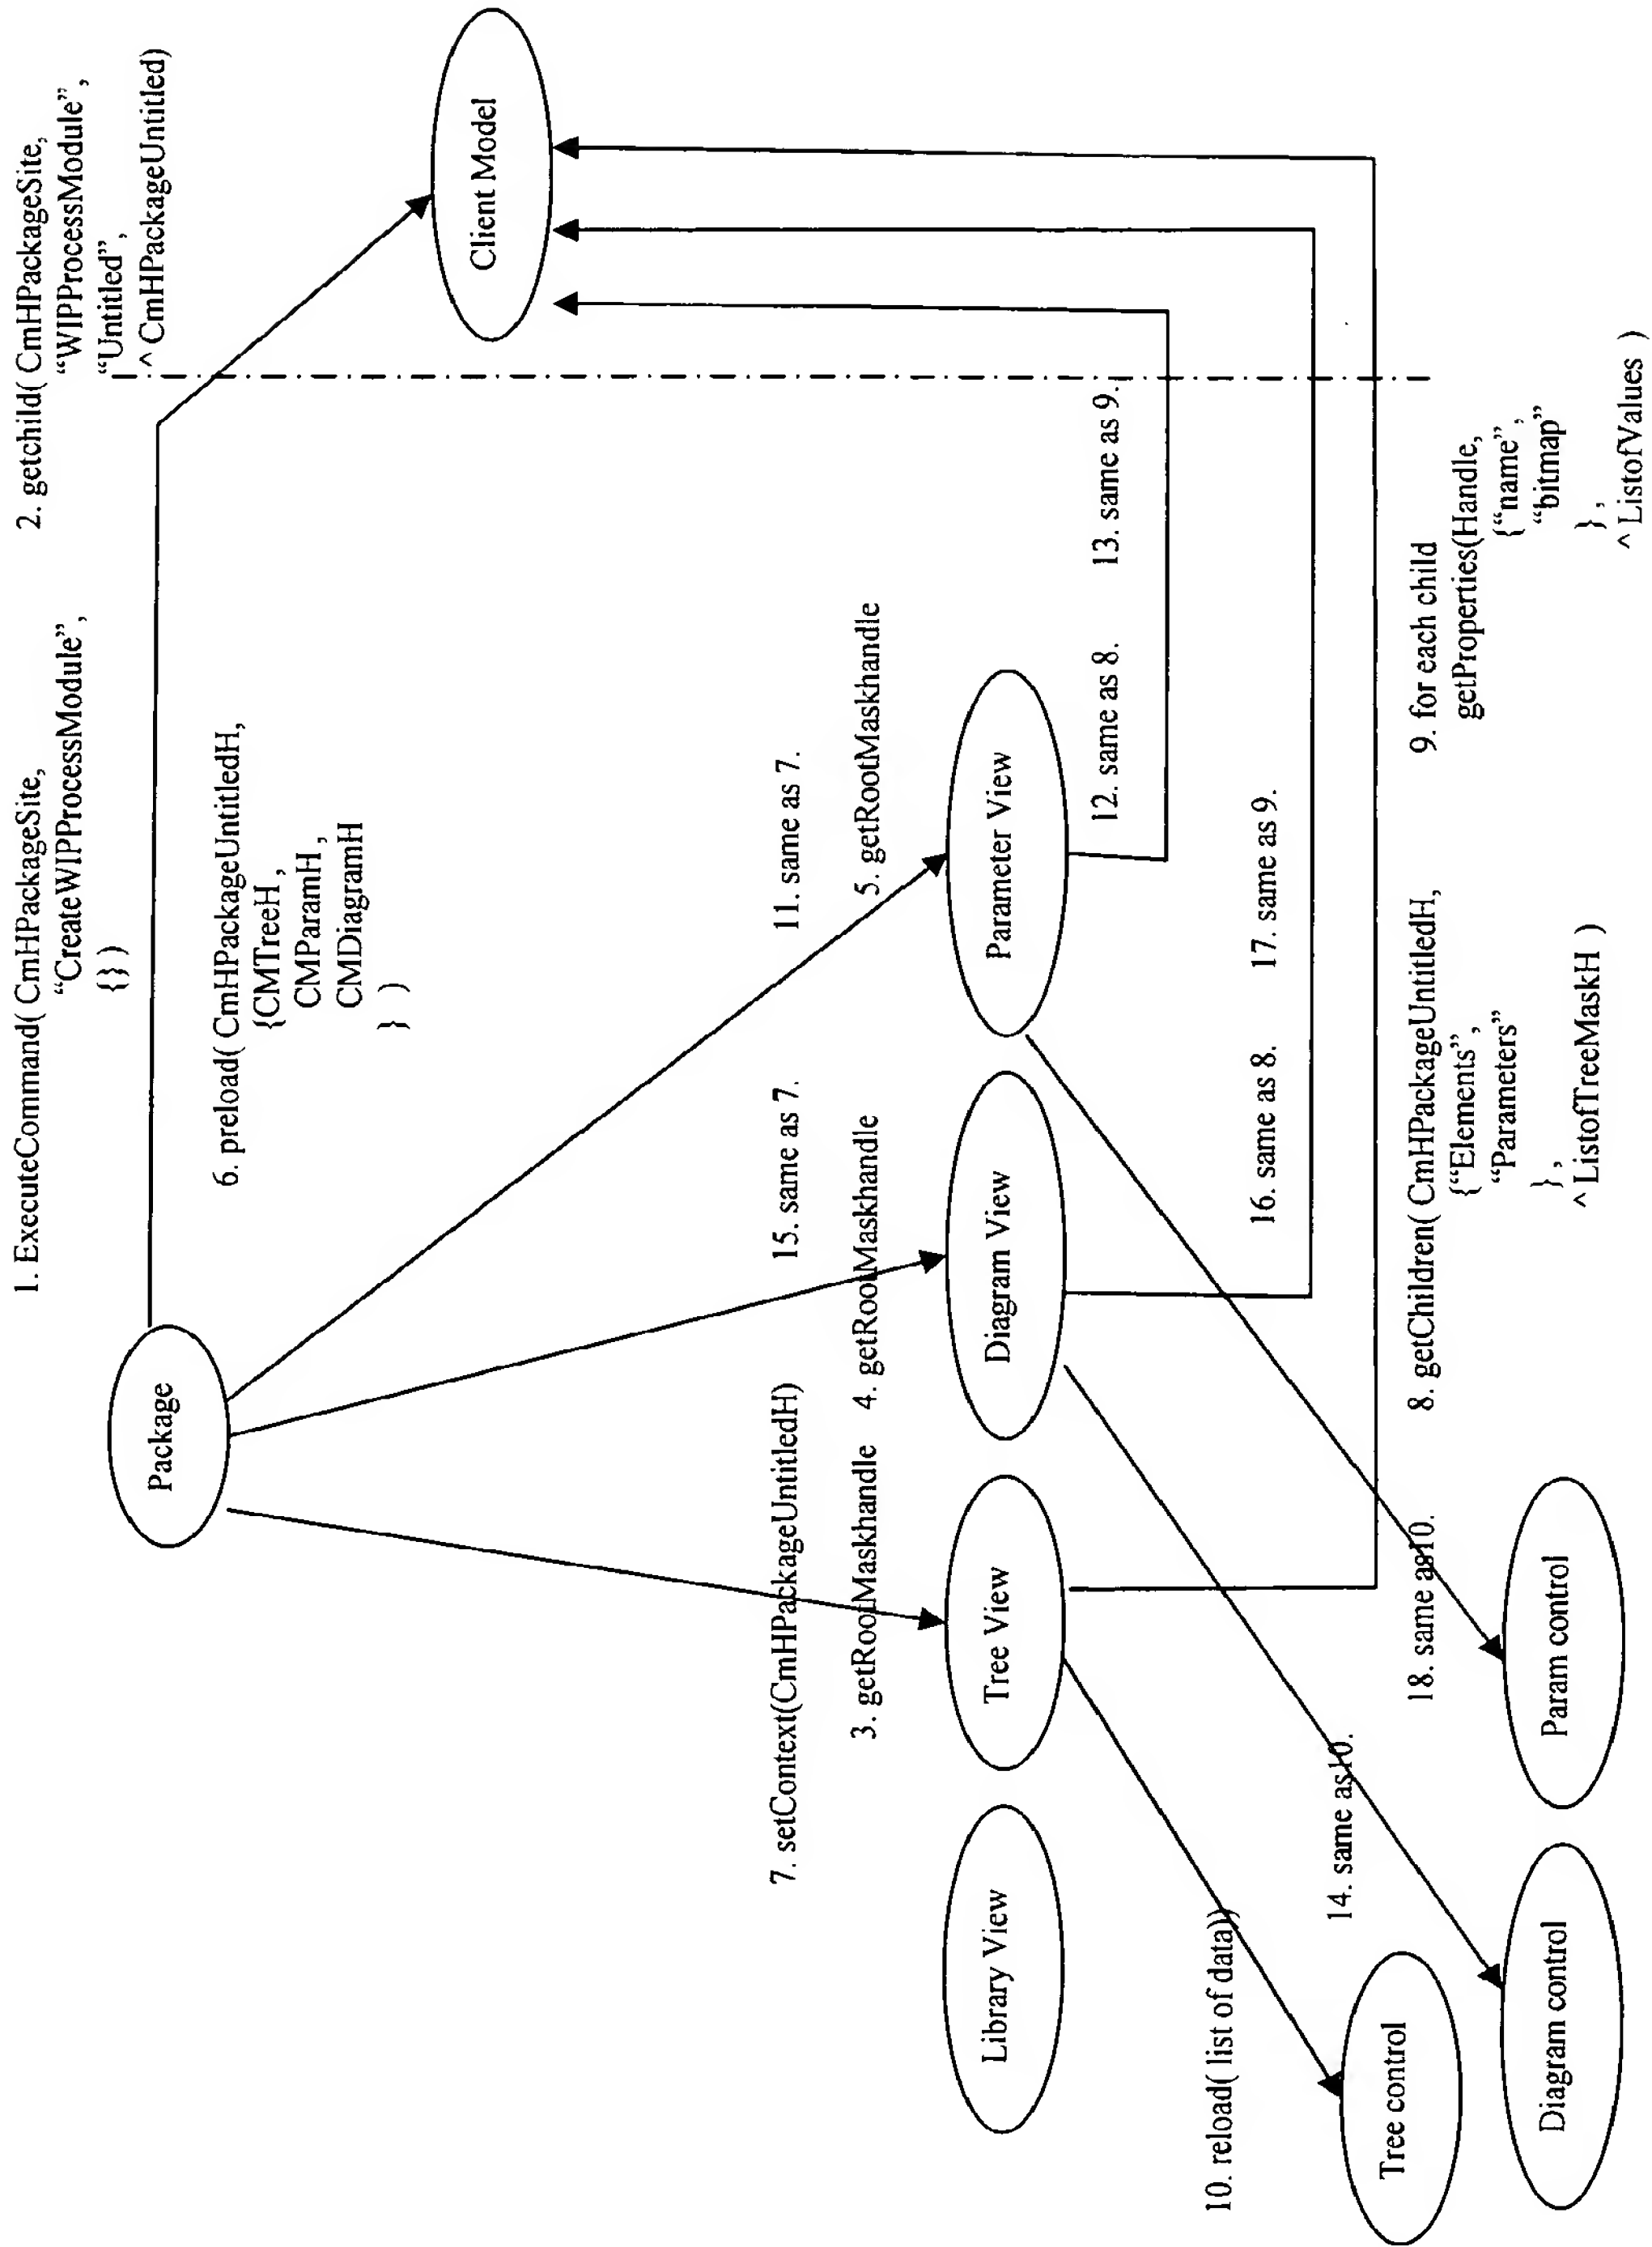 1. ExecuteCommand( CmHPackageSite,
"CreateWIPProcessModule",
{} )
2. getchild( CmHPackageSite,
"WIPProcessModule",
"Untitled",
^ CmHPackageUntitled)
Package
6. preload( CmHPackageUntitledH,
{CMTreeH ,
CMParamH ,
CMDiagramH
} )
Client Model
7. setContext(CmHPackageUntitledH)
15. same as 7.
11. same as 7.
3. getRootMaskhandle
4. getRootMaskhandle
5. getRootMaskhandle
Library View
Tree View
Diagram View
Parameter View
12. same as 8.
13. same as 9.
10. reload( list of data))
16. same as 8.
17. same as 9.
14. same as10.
18. same as10.
8. getChildren( CmHPackageUntitledH,
{"Elements",
"Parameters"
},
^ ListofTreeMaskH )
9. for each child
getProperties(Handle,
{"name",
"bitmap"
} ,
^ ListofValues )
Tree control
Diagram control
Param control